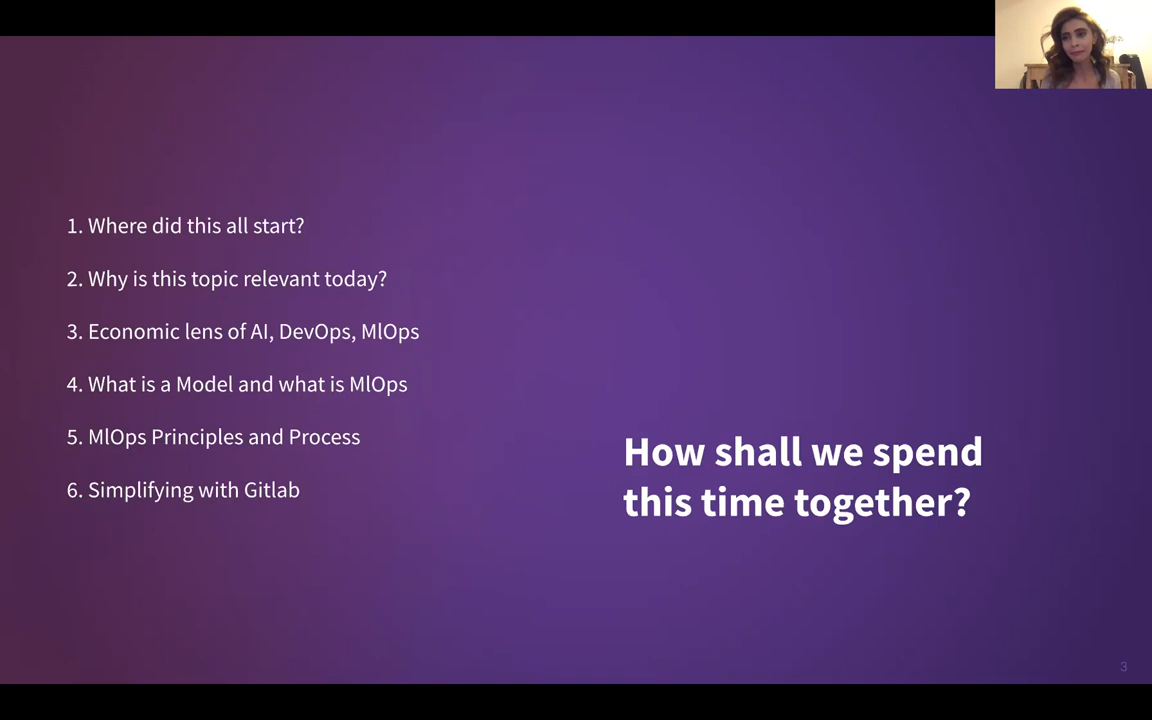 1. Where did this all start?
2. Why is this topic relevant today?
3. Economic lens of AI, DevOps, MlOps
4. What is a Model and what is MlOps
5. MlOps Principles and Process
6. Simplifying with Gitlab
How shall we spend
this time together?
3